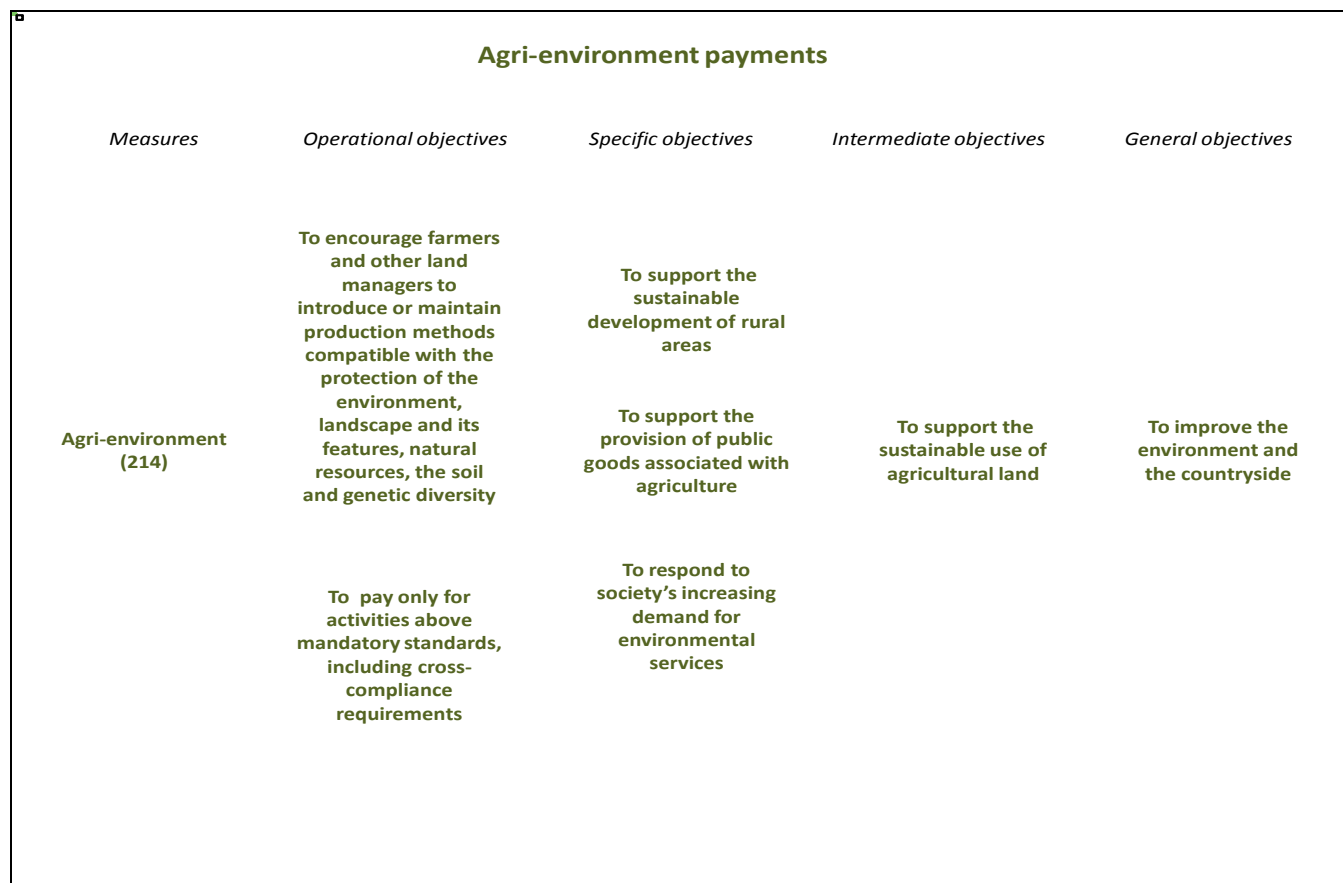 Agri-environment payments
Measures
Operational objectives
Specific objectives
Intermediate objectives
General objectives
Agri-environment
(214)
To encourage farmers
and other land
managers to
introduce or maintain
production methods
compatible with the
protection of the
environment,
landscape and its
features, natural
resources, the soil
and genetic diversity
To  pay only for
activities above
mandatory standards,
including cross-
compliance
requirements
To support the
sustainable
development of rural
areas
To support the
provision of public
goods associated with
agriculture
To respond to
society’s increasing
demand for
environmental
services
To support the
sustainable use of
agricultural land
To improve the
environment and
the countryside